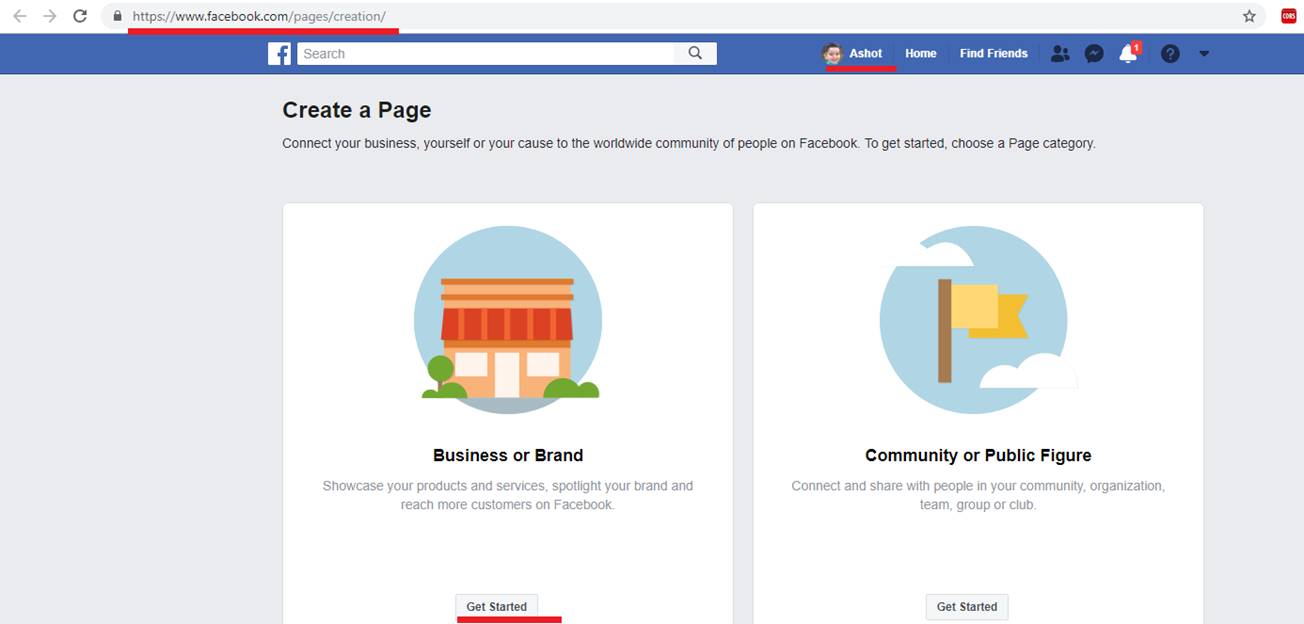 https://www.facebook.com/pages/creation/
CORS
f Search Ashot Home Find Friends 1 ?
Create a Page
Connect your business, yourself or your cause to the worldwide community of people on Facebook. To get started, choose a Page category.
Business or Brand
Showcase your products and services, spotlight your brand and
reach more customers on Facebook.
Get Started
Community or Public Figure
Connect and share with people in your community, organization,
team, group or club.
Get Started